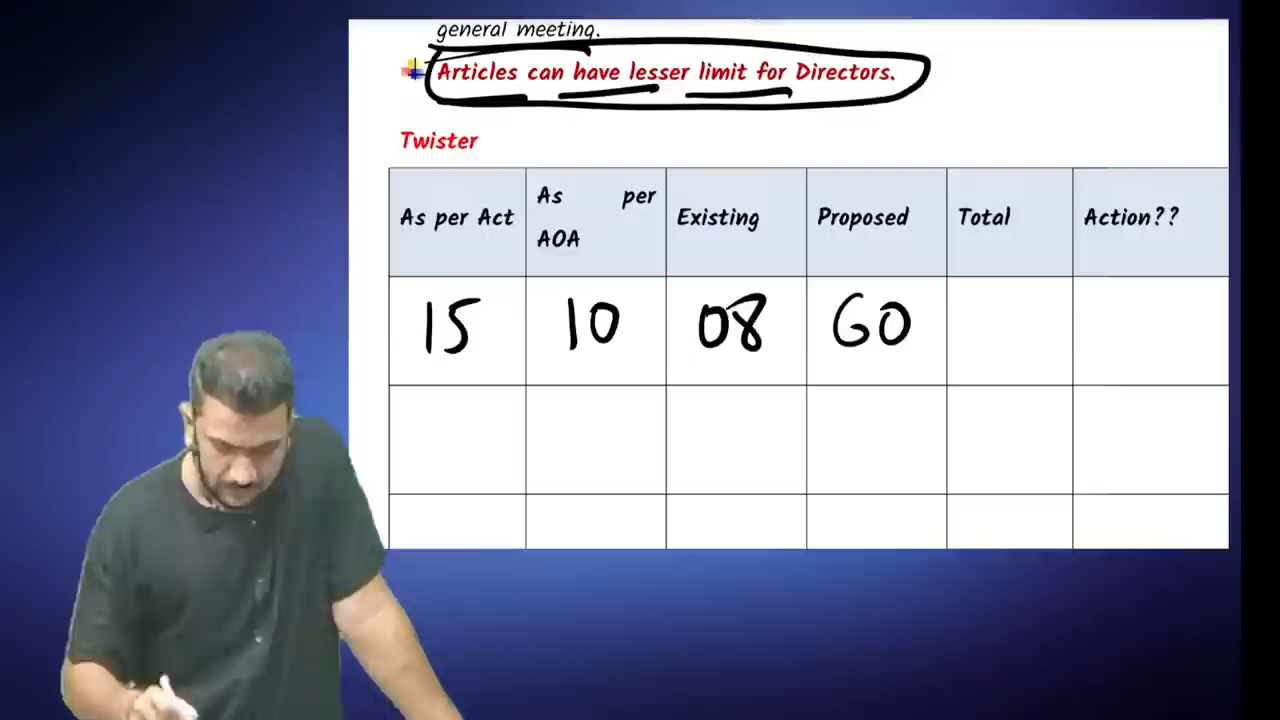 general meeting.
Articles can have lesser limit for Directors.
Twister
As per Act
As per AOA
Existing
Proposed
Total
Action??
15
10
08
GO